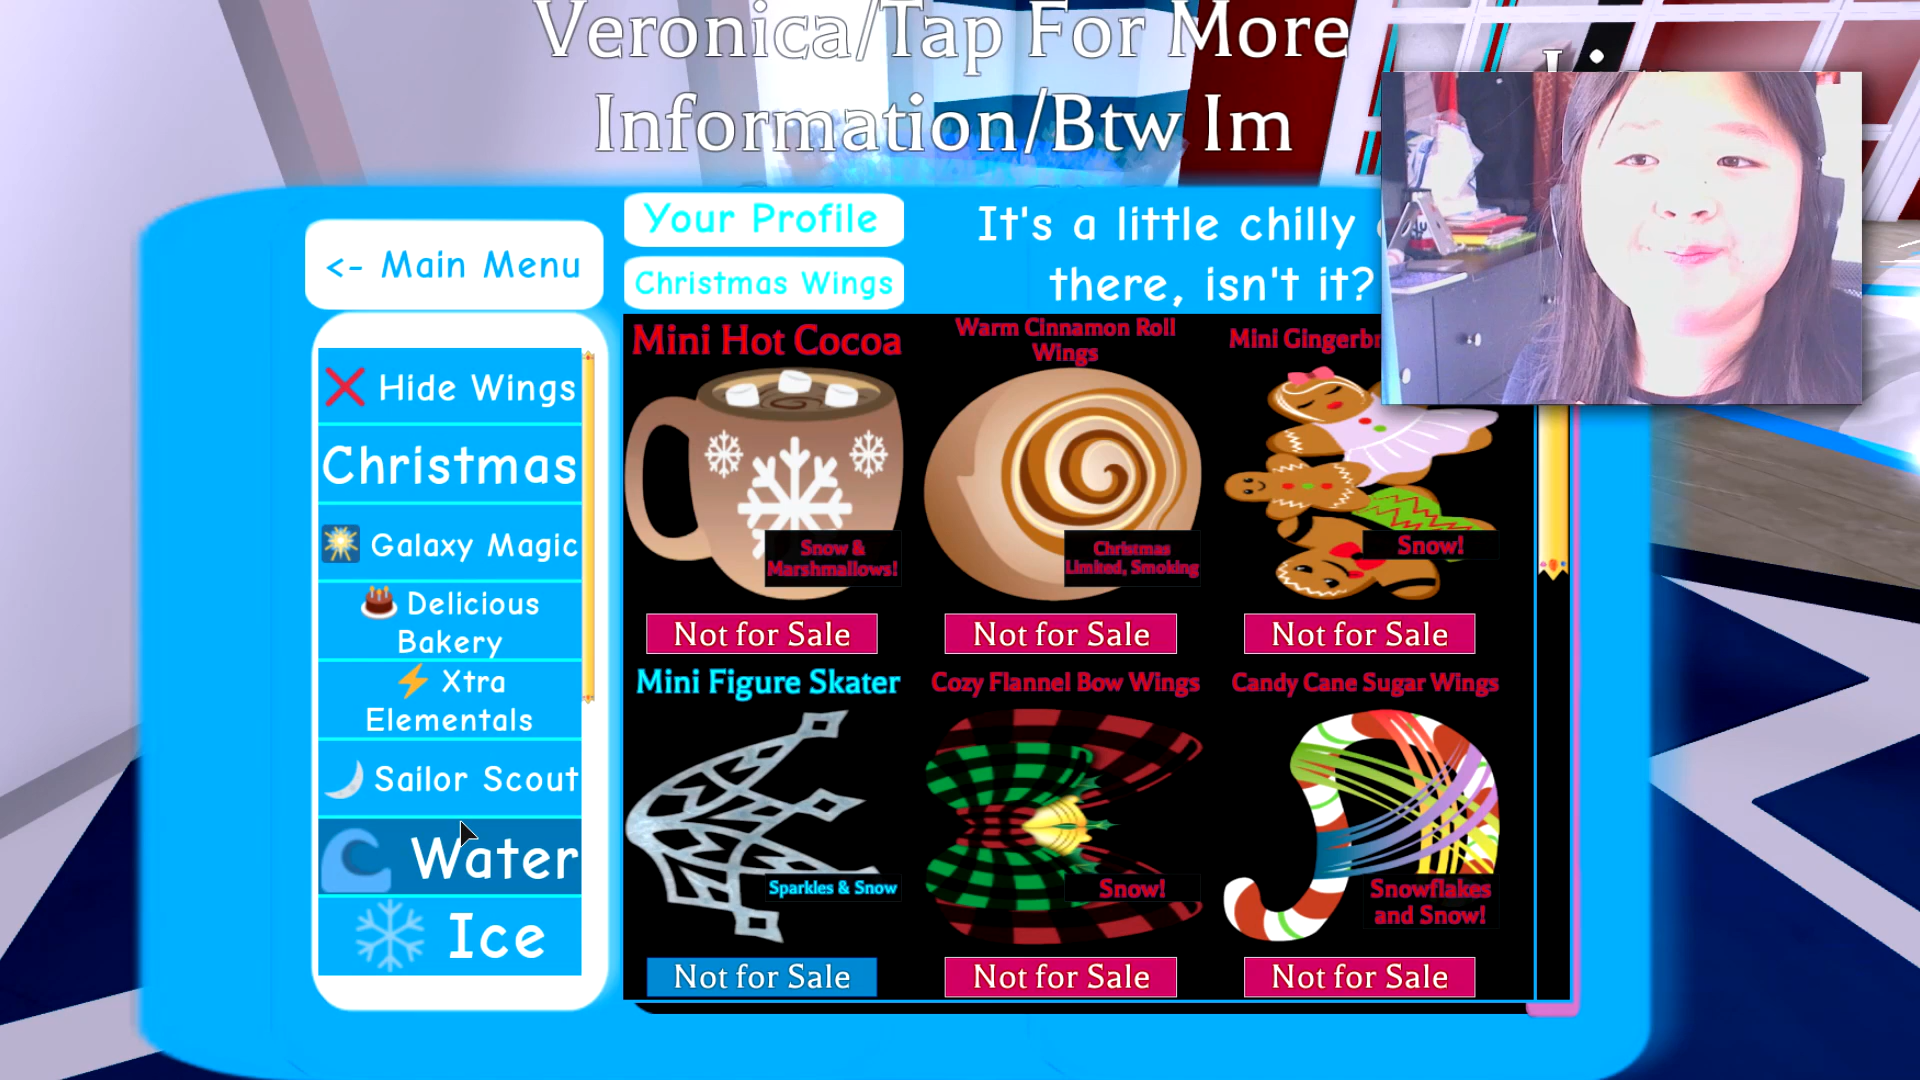 Veronica/Tap For More
Information/Btw Im
Your Profile
Christmas Wings
<- Main Menu
It's a little chilly
there, isn't it?
Hide Wings
Christmas
Galaxy Magic
Delicious
Bakery
Xtra
Elementals
Sailor Scout
Water
Ice
Mini Hot Cocoa
Snow &
Marshmallows!
Not for Sale
Warm Cinnamon Roll
Wings
Christmas
Limited, Smoking
Not for Sale
Mini
Snow!
Not for Sale
Mini Figure Skater
Sparkles & Snow
Not for Sale
Cozy Flannel Bow Wings
Snow!
Not for Sale
Candy Cane Sugar Wings
Snowflakes
and Snow!
Not for Sale